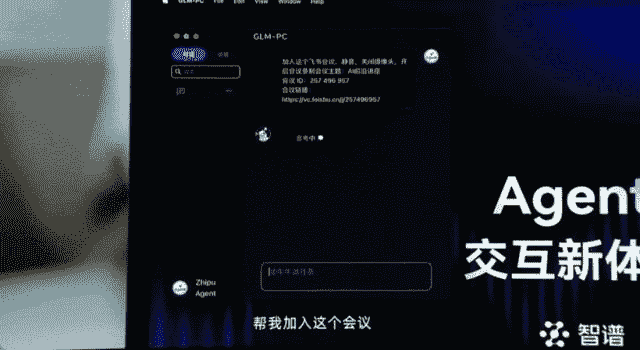 GLM-PC File Edit View Window Help
GLM-PC
加入这个飞书会议，静音、关闭摄像头，开
启会议录制会议主题：AI前沿讲座
会议 ID：257 496 967
会议链接：
https://vc.feishu.cn/j/257496967
思考中
Zhipu
Agent
帮我加入这个会议
Agent
交互新体
智谱